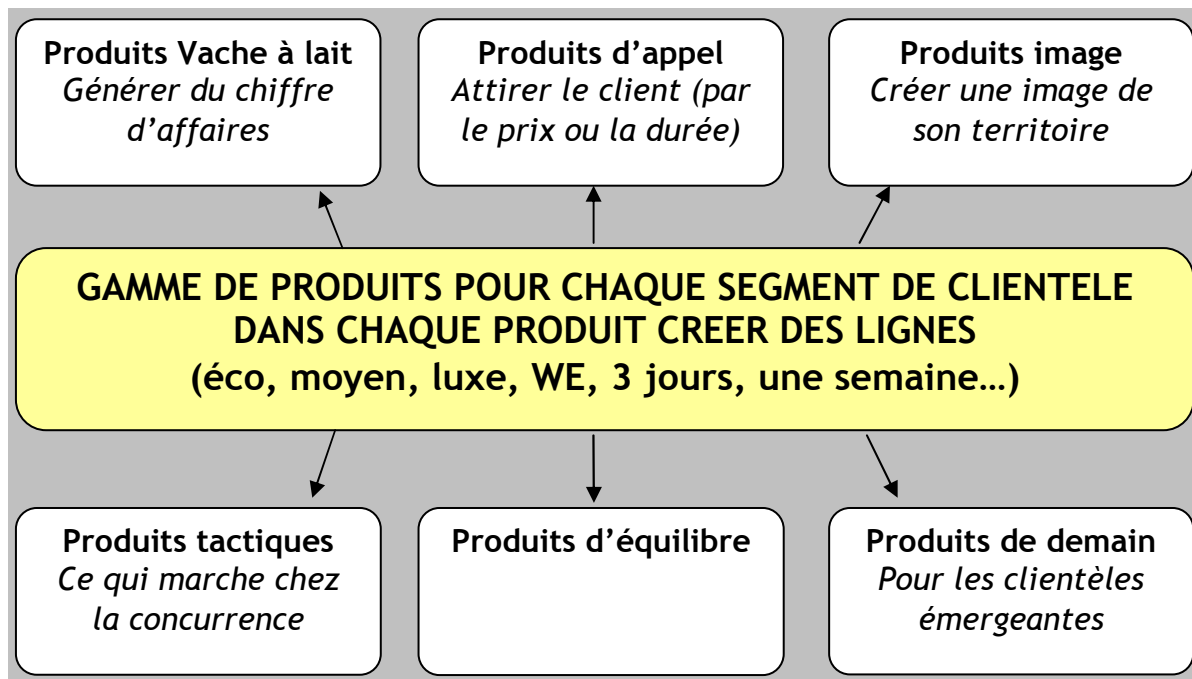 Produits Vache à lait
Générer du chiffre
d’affaires
Produits d’appel
Attirer le client (par
le prix ou la durée)
Produits image
Créer une image de
son territoire
GAMME DE PRODUITS POUR CHAQUE SEGMENT DE CLIENTELE
DANS CHAQUE PRODUIT CREER DES LIGNES
(éco, moyen, luxe, WE, 3 jours, une semaine…)
Produits tactiques
Ce qui marche chez
la concurrence
Produits d’équilibre
Produits de demain
Pour les clientèles
émergeantes